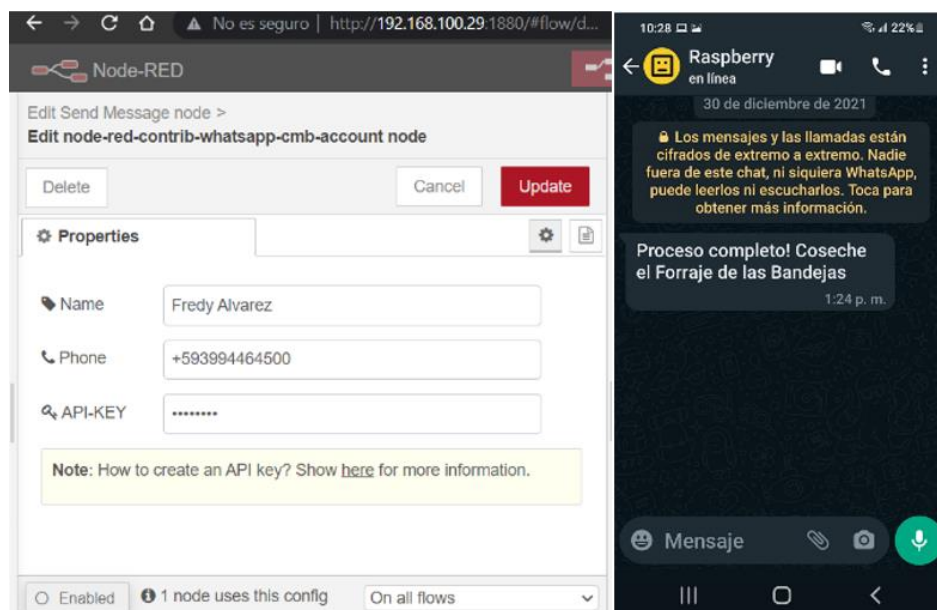 No es seguro | http://192.168.100.29:1880/#flow/d...
Node-RED
Edit Send Message node >
Edit node-red-contrib-whatsapp-cmb-account node
Delete
Cancel
Update
Properties
Name
Fredy Alvarez
Phone
+593994464500
API-KEY
••••••••
Note: How to create an API key? Show here for more information.
Enabled
1 node uses this config
On all flows
10:28
22%
Raspberry
en línea
30 de diciembre de 2021
Los mensajes y las llamadas están
cifrados de extremo a extremo. Nadie
fuera de este chat, ni siquiera WhatsApp,
puede leerlos ni escucharlos. Toca para
obtener más información.
Proceso completo! Coseche
el Forraje de las Bandejas
1:24 p. m.
Mensaje